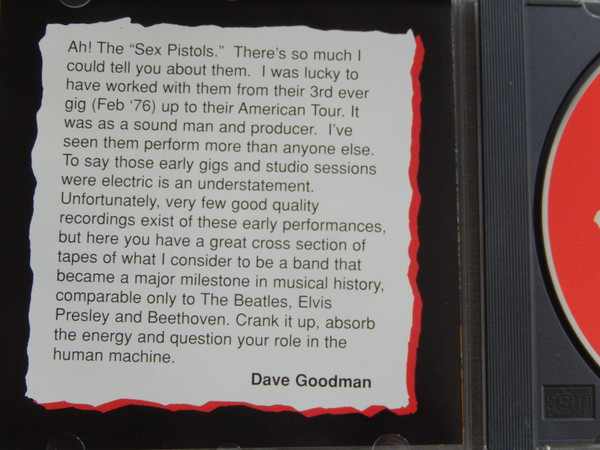 Ah! The “Sex Pistols.” There's so much I
could tell you about them. I was lucky to
have worked with them from their 3rd ever
gig (Feb ‘76) up to their American Tour. It
was as a sound man and producer. I've
seen them perform more than anyone else.
To say those early gigs and studio sessions
were electric is an understatement.
Unfortunately, very few good quality
recordings exist of these early performances,
but here you have a great cross section of
tapes of what I consider to be a band that
became a major milestone in musical history,
comparable only to The Beatles, Elvis
Presley and Beethoven. Crank it up, absorb
the energy and question your role in the
human machine.
Dave Goodman